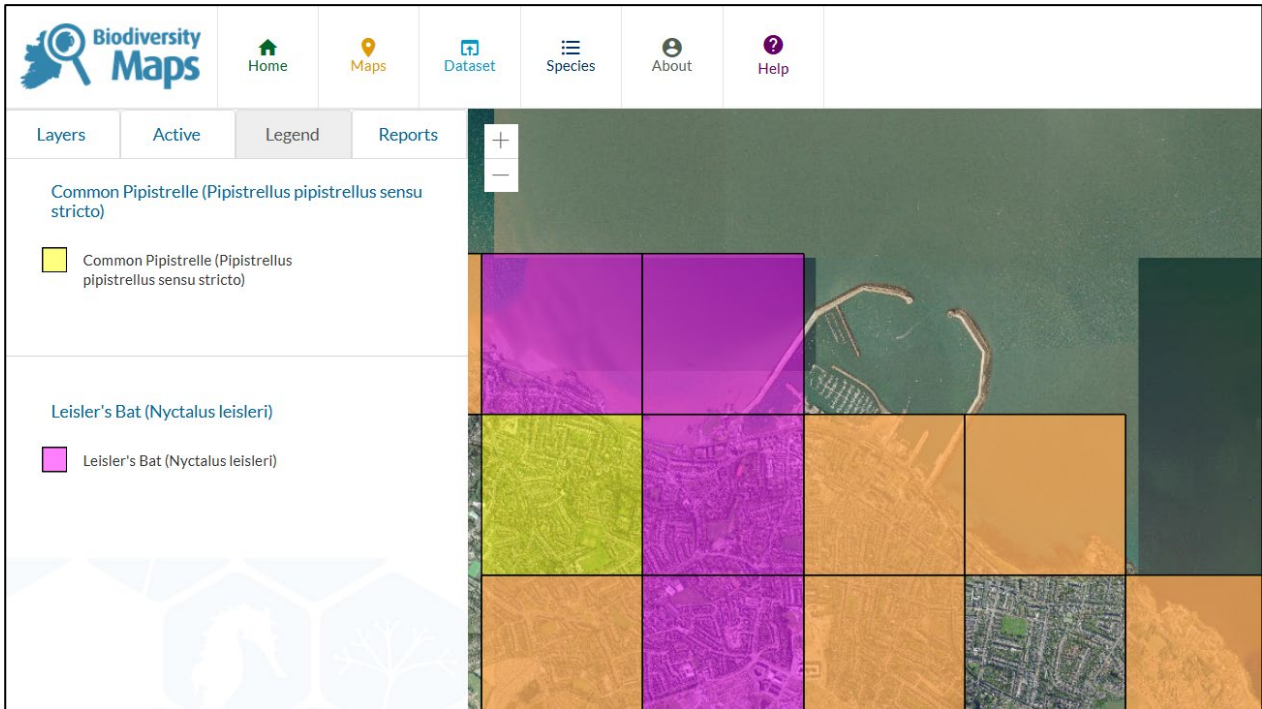 Biodiversity
Maps
Home
Maps
Dataset
Species
About
Help
Layers
Active
Legend
Reports
+
−
Common Pipistrelle (Pipistrellus pipistrellus sensu
stricto)
Common Pipistrelle (Pipistrellus
pipistrellus sensu stricto)
Leisler's Bat (Nyctalus leisleri)
Leisler's Bat (Nyctalus leisleri)